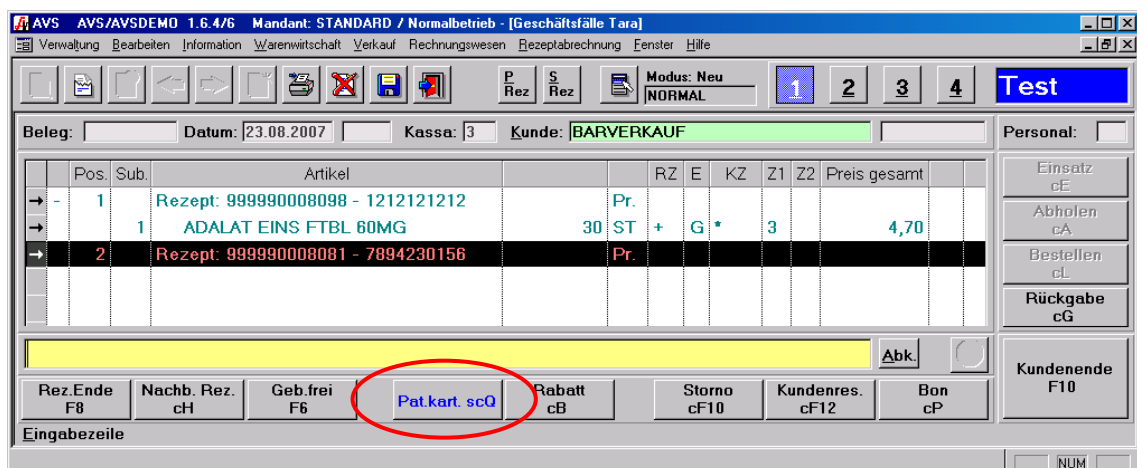 AVS AVS/AVSDEMO 1.6.4/6 Mandant: STANDARD / Normalbetrieb - [Geschäftsfälle Tara]
Verwaltung Bearbeiten Information Warenwirtschaft Verkauf Rechnungswesen Rezeptabrechnung Fenster Hilfe
P Rez S Rez Modus: Neu NORMAL 1 2 3 4 Test
Beleg: Datum: 23.08.2007 Kassa: 3 Kunde: BARVERKAUF Personal:
Pos. Sub. Artikel RZ E KZ Z1 Z2 Preis gesamt
- 1 Rezept: 999990008098 - 1212121212 Pr.
1 ADALAT EINS FTBL 60MG 30 ST + G * 3 4,70
2 Rezept: 999990008081 - 7894230156 Pr.
Einsatz
cE
Abholen
cA
Bestellen
cL
Rückgabe
cG
Abk.
Kundenende
F10
Rez.Ende Nachb. Rez. Geb.frei Pat.kart. scQ Rabatt Storno Kundenres. Bon
F8 cH F6 cB cF10 cF12 cP
Eingabezeile
NUM